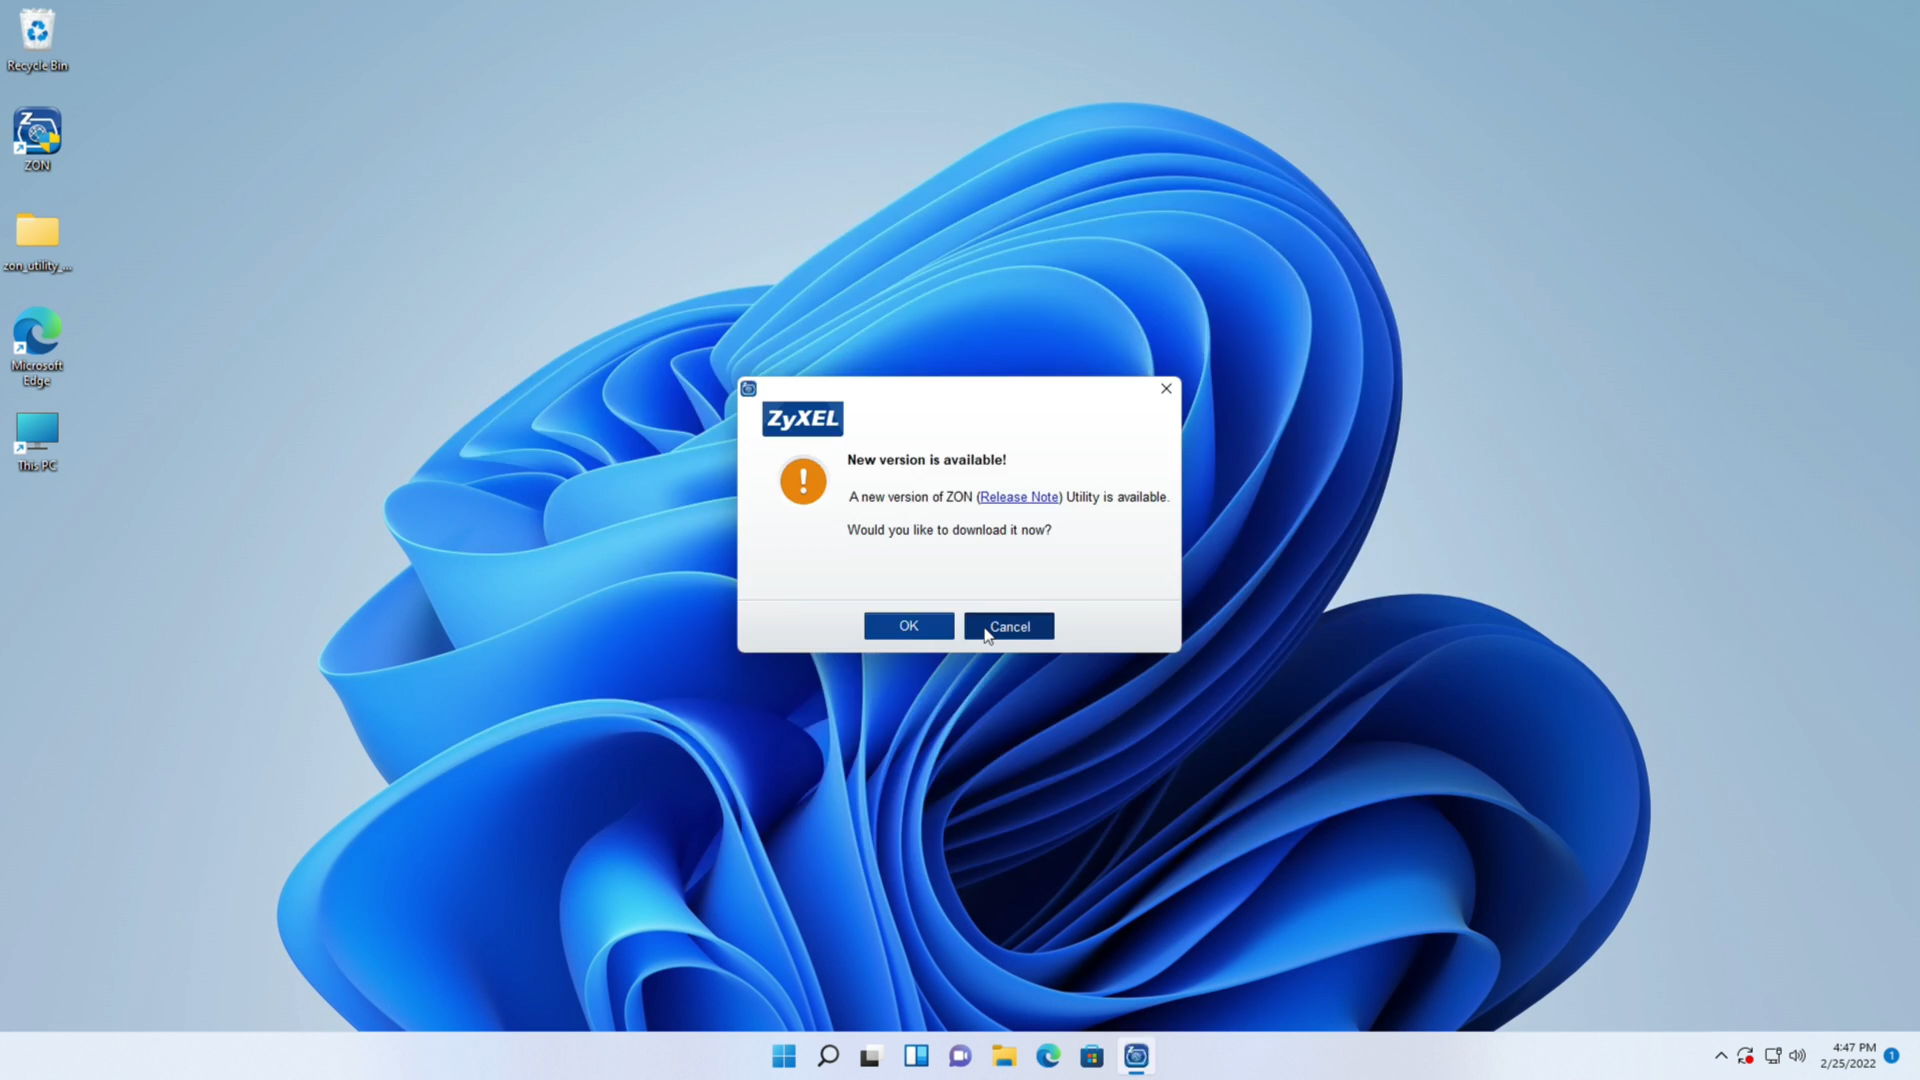 Recycle Bin
Z
ZON
zon_utility_...
Microsoft
Edge
This PC
ZyXEL
!
New version is available!
A new version of ZON (Release Note) Utility is available.
Would you like to download it now?
OK
Cancel
4:47 PM
2/25/2022
1